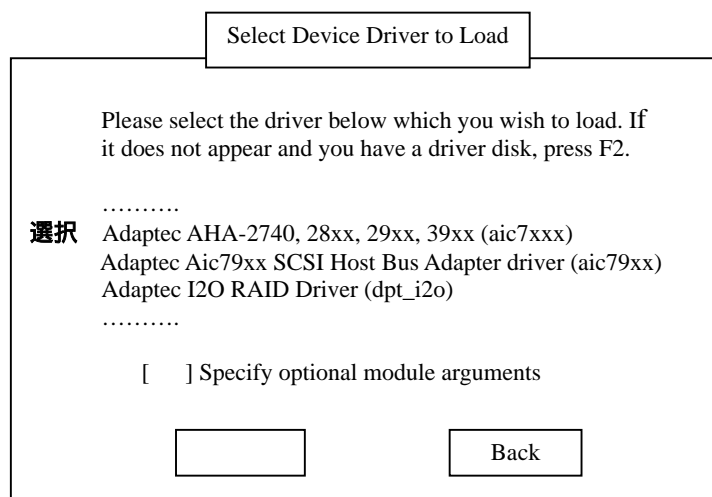 Select Device Driver to Load
Please select the driver below which you wish to load. If
it does not appear and you have a driver disk, press F2.
……….
選択 Adaptec AHA-2740, 28xx, 29xx, 39xx (aic7xxx)
Adaptec Aic79xx SCSI Host Bus Adapter driver (aic79xx)
Adaptec I2O RAID Driver (dpt_i2o)
……….
[ ] Specify optional module arguments
Back